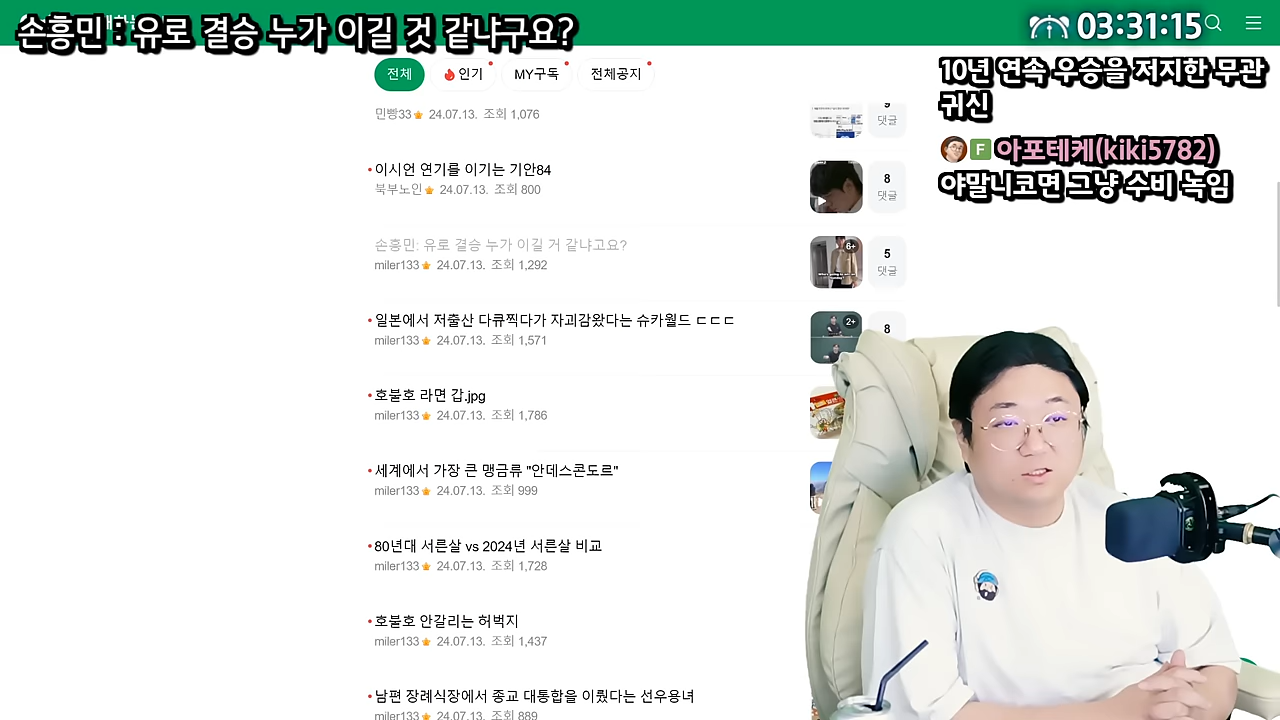 손흥민 : 유로 결승 누가 이길 것 같냐구요?
03:31:15
전체
인기
MY구독
전체공지
10년 연속 우승을 저지한 무관
귀신
F 아포테케(kiki5782)
야말니코면 그냥 수비 녹임
민빵33 24.07.13. 조회 1,076
9
댓글
이시언 연기를 이기는 기안84
북부노인 24.07.13. 조회 800
8
댓글
손흥민: 유로 결승 누가 이길 거 같냐고요?
miler133 24.07.13. 조회 1,292
6+
5
댓글
일본에서 저출산 다큐찍다가 자괴감왔다는 슈카월드 ㄷㄷㄷ
miler133 24.07.13. 조회 1,571
2+
8
호불호 라면 갑.jpg
miler133 24.07.13. 조회 1,786
세계에서 가장 큰 맹금류 "안데스콘도르"
miler133 24.07.13. 조회 999
80년대 서른살 vs 2024년 서른살 비교
miler133 24.07.13. 조회 1,728
호불호 안갈리는 허벅지
miler133 24.07.13. 조회 1,437
남편 장례식장에서 종교 대통합을 이뤘다는 선우용녀
miler133 24.07.13. 조회 889